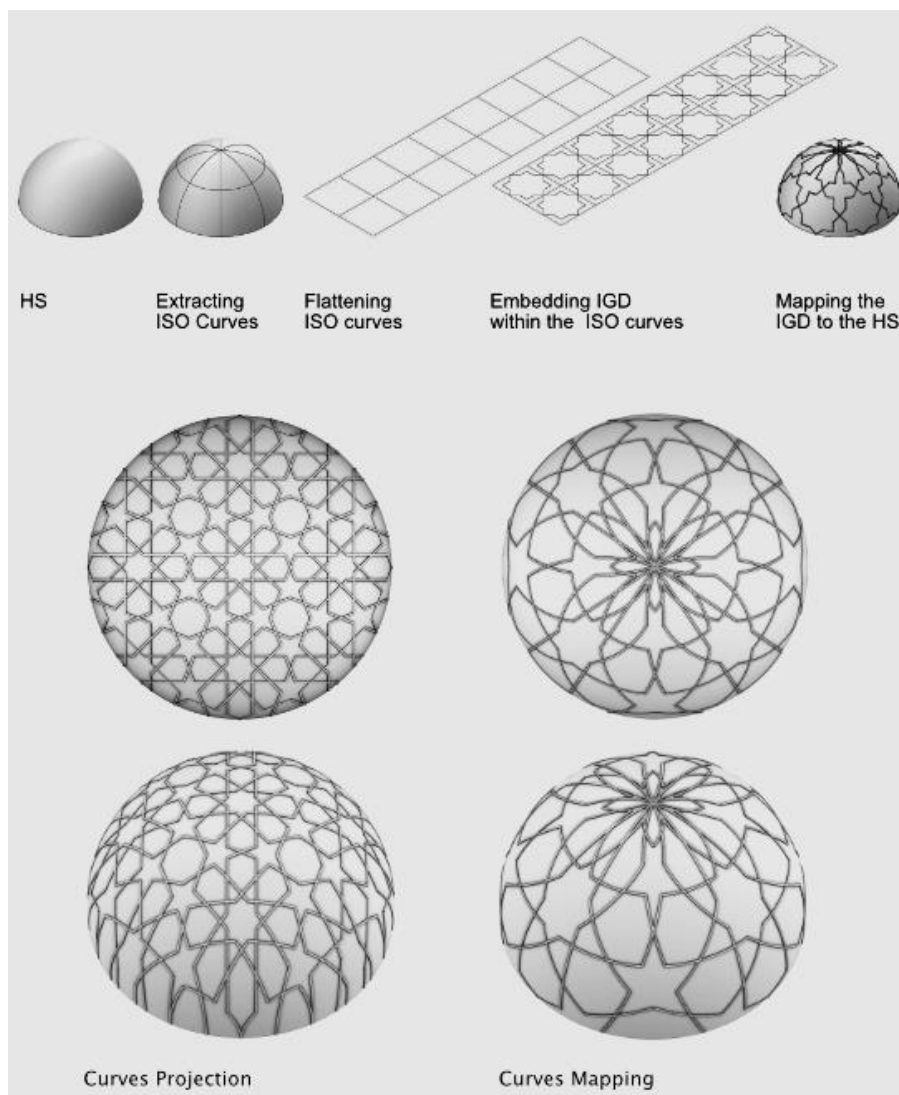 HS
Extracting
ISO Curves
Flattening
ISO curves
Embedding IGD
within the ISO curves
Mapping the
IGD to the HS
Curves Projection
Curves Mapping